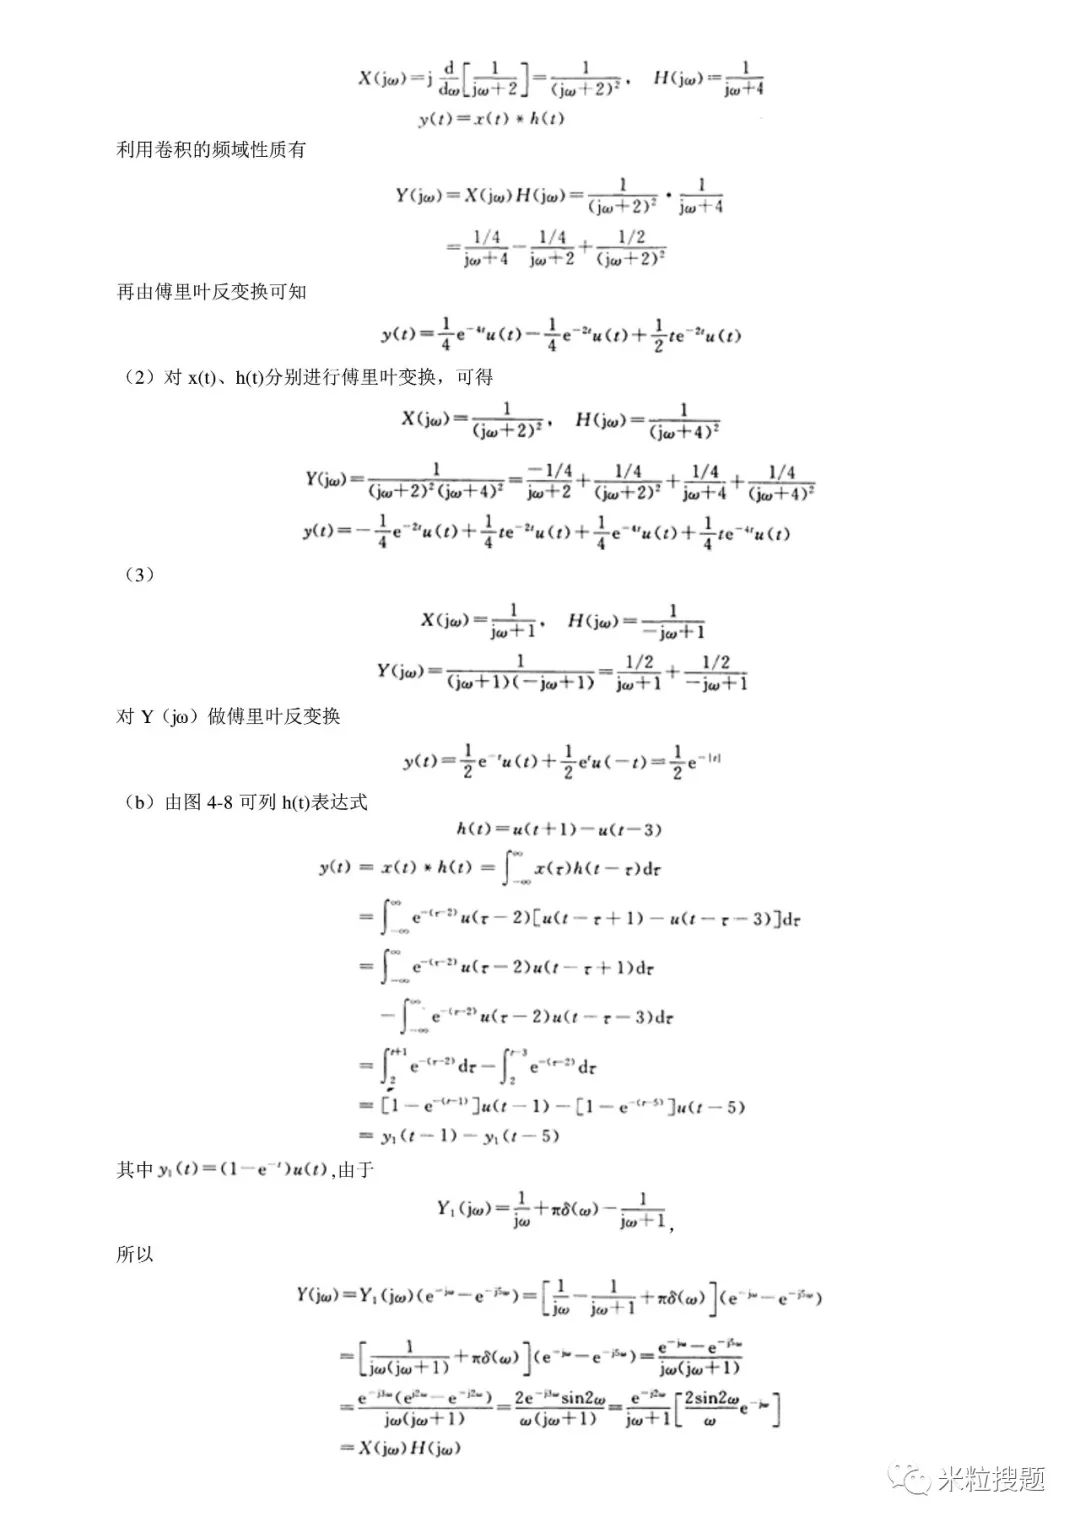 X(jω)=j d/dω[1/(jω+2)]=1/(jω+2)², H(jω)=1/(jω+4)
y(t)=x(t)*h(t)
利用卷积的频域性质有
Y(jω)=X(jω)H(jω)=1/(jω+2)²·1/(jω+4)
=(1/4)/(jω+4)-(1/4)/(jω+2)+(1/2)/(jω+2)²
再由傅里叶反变换可知
y(t)=1/4 e^(-4t)u(t)-1/4 e^(-2t)u(t)+1/2 te^(-2t)u(t)
（2）对 x(t)、h(t)分别进行傅里叶变换，可得
X(jω)=1/(jω+2)², H(jω)=1/(jω+4)²
Y(jω)=1/((jω+2)²(jω+4)²)=(-1/4)/(jω+2)+(1/4)/(jω+2)²+(1/4)/(jω+4)+(1/4)/(jω+4)²
y(t)=-1/4 e^(-2t)u(t)+1/4 te^(-2t)u(t)+1/4 e^(-4t)u(t)+1/4 te^(-4t)u(t)
（3）
X(jω)=1/(jω+1), H(jω)=1/(-jω+1)
Y(jω)=1/((jω+1)(-jω+1))=(1/2)/(jω+1)+(1/2)/(-jω+1)
对 Y（jω）做傅里叶反变换
y(t)=1/2 e^(-t)u(t)+1/2 e^t u(-t)=1/2 e^(-|t|)
（b）由图 4-8 可列 h(t)表达式
h(t)=u(t+1)-u(t-3)
y(t)=x(t)*h(t)=∫_(-∞)^∞ x(τ)h(t-τ)dτ
=∫_(-∞)^∞ e^(-(τ-2))u(τ-2)[u(t-τ+1)-u(t-τ-3)]dτ
=∫_(-∞)^∞ e^(-(τ-2))u(τ-2)u(t-τ+1)dτ
-∫_(-∞)^∞ e^(-(τ-2))u(τ-2)u(t-τ-3)dτ
=∫_2^(t+1) e^(-(τ-2))dτ-∫_2^(t-3) e^(-(τ-2))dτ
=[1-e^(-(t-1))]u(t-1)-[1-e^(-(t-5))]u(t-5)
=y₁(t-1)-y₁(t-5)
其中 y₁(t)=(1-e^(-t))u(t),由于
Y₁(jω)=1/jω+πδ(ω)-1/(jω+1),
所以
Y(jω)=Y₁(jω)(e^(-jω)-e^(-j5ω))=[1/jω-1/(jω+1)+πδ(ω)](e^(-jω)-e^(-j5ω))
=[1/(jω(jω+1))+πδ(ω)](e^(-jω)-e^(-j5ω))=(e^(-jω)-e^(-j5ω))/(jω(jω+1))
=e^(-j3ω)(e^(j2ω)-e^(-j2ω))/(jω(jω+1))=2e^(-j3ω)sin2ω/(ω(jω+1))=e^(-j2ω)/(jω+1)[2sin2ω/ω e^(-jω)]
=X(jω)H(jω)
米粒搜题